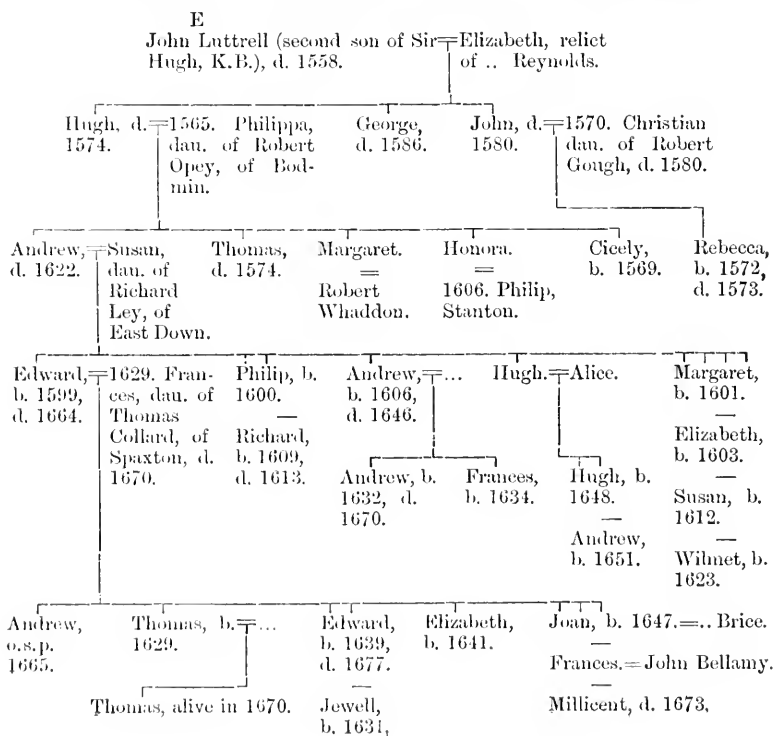 E
John Luttrell (second son of Sir = Elizabeth, relict
Hugh, K.B.), d. 1558. of .. Reynolds.
Hugh, d. = 1565. Philippa,
1574. dau. of Robert
Opey, of Bod-
min.
George,
d. 1586.
John, d. = 1570. Christian
1580. dau. of Robert
Gough, d. 1580.
Andrew, = Susan,
d. 1622. dau. of
Richard
Ley, of
East Down.
Thomas,
d. 1574.
Margaret.
=
Robert
Whaddon.
Honora.
=
1606. Philip,
Stanton.
Cicely,
b. 1569.
Rebecca,
b. 1572,
d. 1573.
Edward, = 1629. Fran-
b. 1599, ces, dau. of
d. 1664. Thomas
Collard, of
Spaxton, d.
1670.
Philip, b.
1600.
—
Richard,
b. 1609,
d. 1613.
Andrew, = ...
b. 1606,
d. 1646.
Hugh. = Alice.
Margaret,
b. 1601.
—
Elizabeth,
b. 1603.
—
Susan, b.
1612.
—
Wilmet, b.
1623.
Andrew, b.
1632, d.
1670.
Frances,
b. 1634.
Hugh, b.
1648.
—
Andrew,
b. 1651.
Andrew,
o.s.p.
1665.
Thomas, b. = ...
1629.
Thomas, alive in 1670.
Edward,
b. 1639,
d. 1677.
—
Jewell,
b. 1631,
Elizabeth,
b. 1641.
Joan, b. 1647. = .. Brice.
—
Frances. = John Bellamy.
—
Millicent, d. 1673,